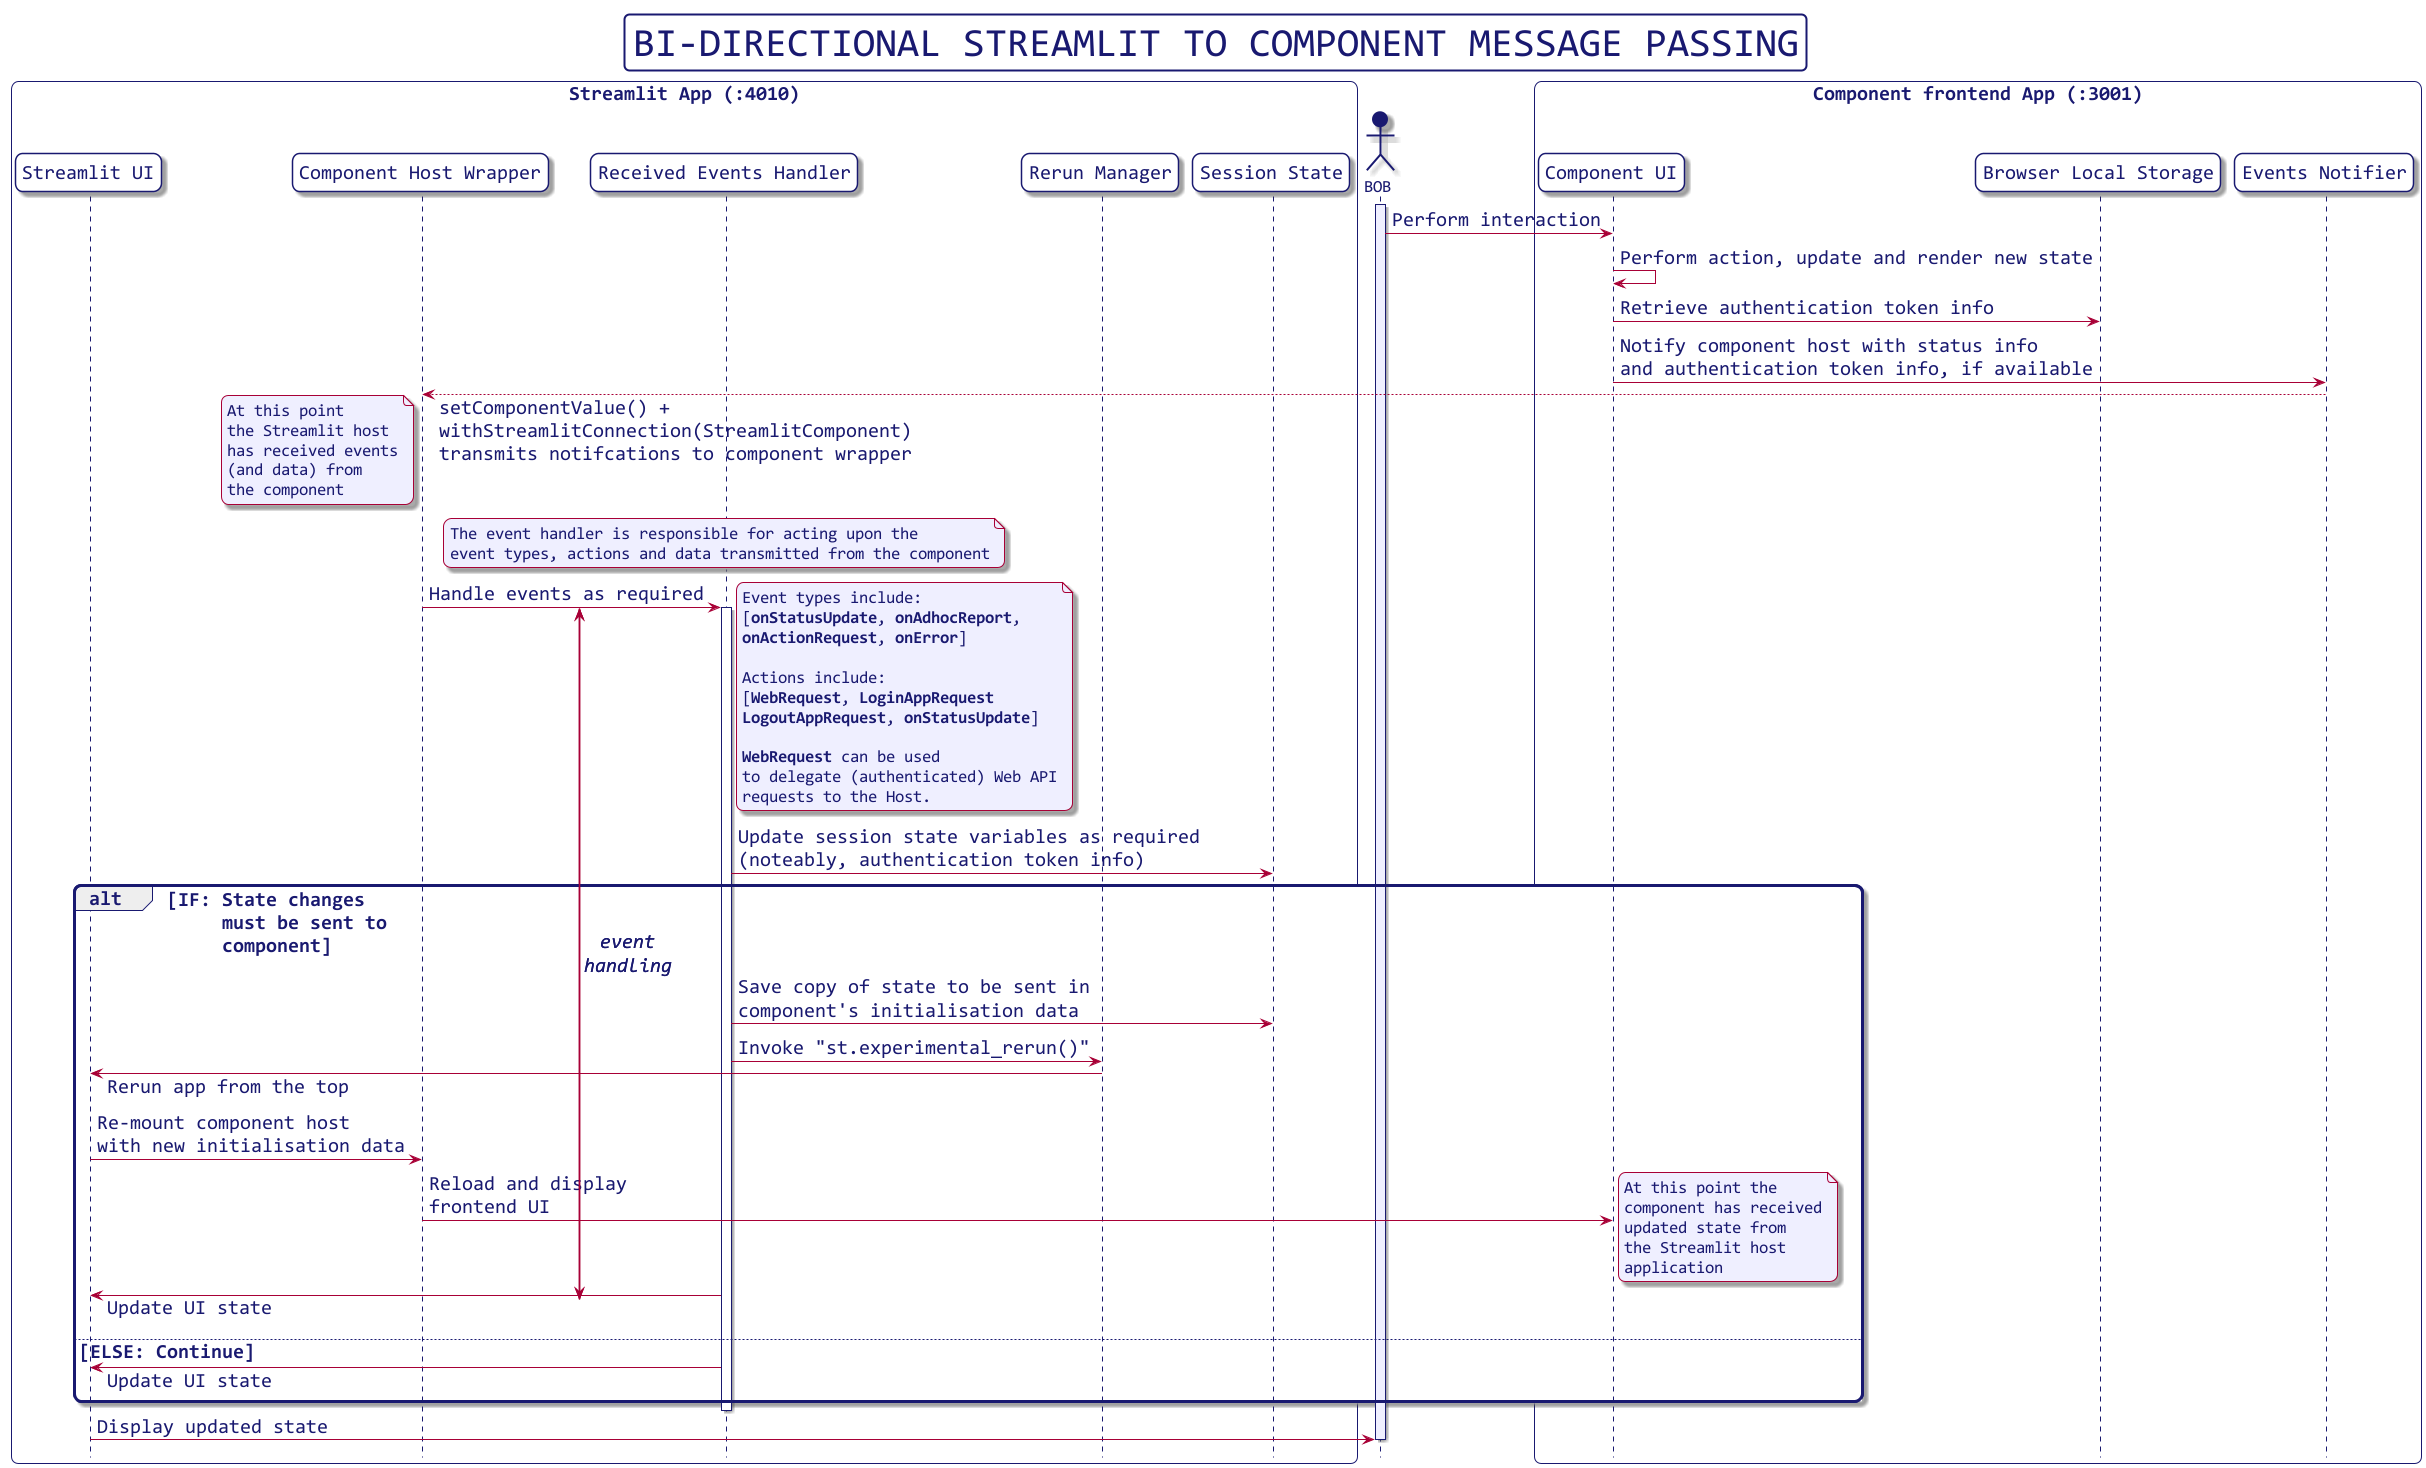 BI-DIRECTIONAL STREAMLIT TO COMPONENT MESSAGE PASSING
Streamlit App (:4010)
Component frontend App (:3001)
Streamlit UI
Component Host Wrapper
Received Events Handler
Rerun Manager
Session State
BOB
Component UI
Browser Local Storage
Events Notifier
Perform interaction
Perform action, update and render new state
Retrieve authentication token info
Notify component host with status info
and authentication token info, if available
At this point
the Streamlit host
has received events
(and data) from
the component
setComponentValue() +
withStreamlitConnection(StreamlitComponent)
transmits notifcations to component wrapper
The event handler is responsible for acting upon the
event types, actions and data transmitted from the component
Handle events as required
Event types include:
[onStatusUpdate, onAdhocReport,
onActionRequest, onError]
Actions include:
[WebRequest, LoginAppRequest
LogoutAppRequest, onStatusUpdate]
WebRequest can be used
to delegate (authenticated) Web API
requests to the Host.
Update session state variables as required
(noteably, authentication token info)
alt
[IF: State changes
must be sent to
component]
event
handling
Save copy of state to be sent in
component's initialisation data
Invoke "st.experimental_rerun()"
Rerun app from the top
Re-mount component host
with new initialisation data
Reload and display
frontend UI
At this point the
component has received
updated state from
the Streamlit host
application
Update UI state
[ELSE: Continue]
Update UI state
Display updated state